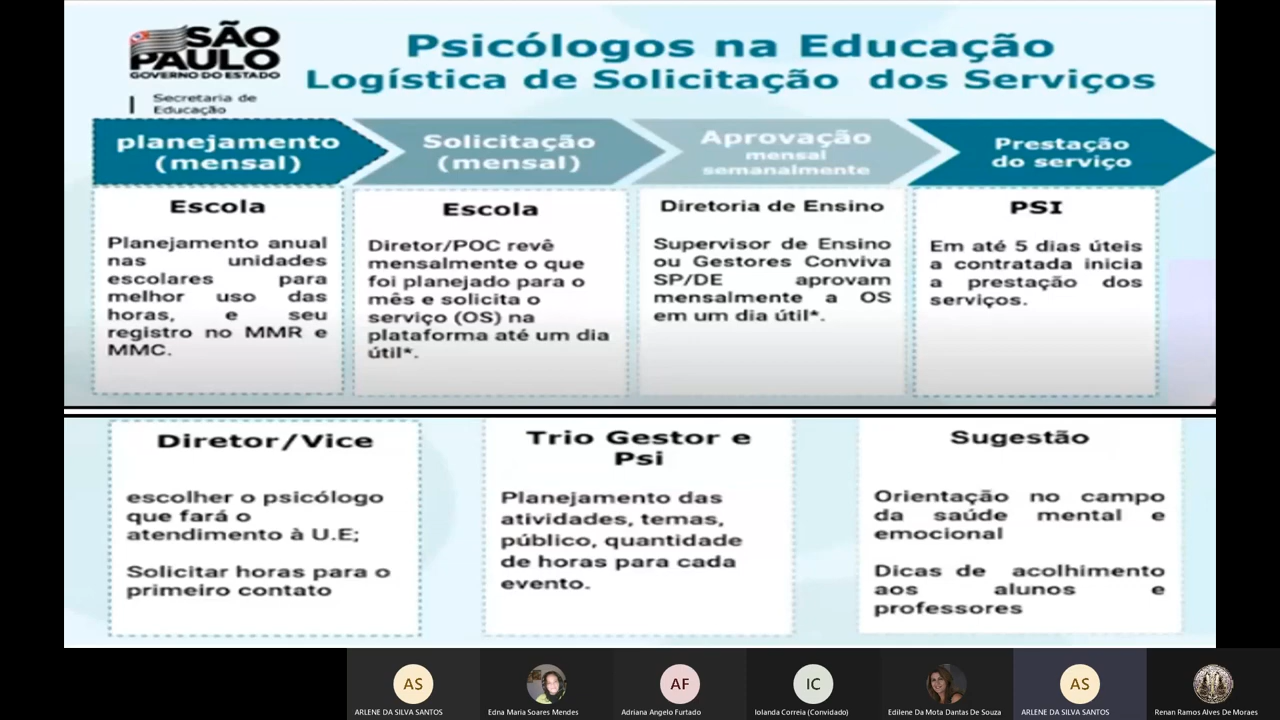 SÃO
PAULO
GOVERNO DO ESTADO
Secretaria de
Educação
Psicólogos na Educação
Logística de Solicitação dos Serviços
planejamento
(mensal)
Solicitação
(mensal)
Aprovação
mensal
semanalmente
Prestação
do serviço
Escola
Planejamento anual
nas unidades
escolares para
melhor uso das
horas, e seu
registro no MMR e
MMC.
Escola
Diretor/POC revê
mensalmente o que
foi planejado para o
mês e solicita o
serviço (OS) na
plataforma até um dia
útil*.
Diretoria de Ensino
Supervisor de Ensino
ou Gestores Conviva
SP/DE aprovam
mensalmente a OS
em um dia útil*.
PSI
Em até 5 dias úteis
a contratada inicia
a prestação dos
serviços.
Diretor/Vice
escolher o psicólogo
que fará o
atendimento à U.E;
Solicitar horas para o
primeiro contato
Trio Gestor e
Psi
Planejamento das
atividades, temas,
público, quantidade
de horas para cada
evento.
Sugestão
Orientação no campo
da saúde mental e
emocional
Dicas de acolhimento
aos alunos e
professores
AS
ARLENE DA SILVA SANTOS
Edna Maria Soares Mendes
AF
Adriana Angelo Furtado
IC
Iolanda Correia (Convidado)
Edilene Da Mota Dantas De Souza
AS
ARLENE DA SILVA SANTOS
Renan Ramos Alves De Moraes